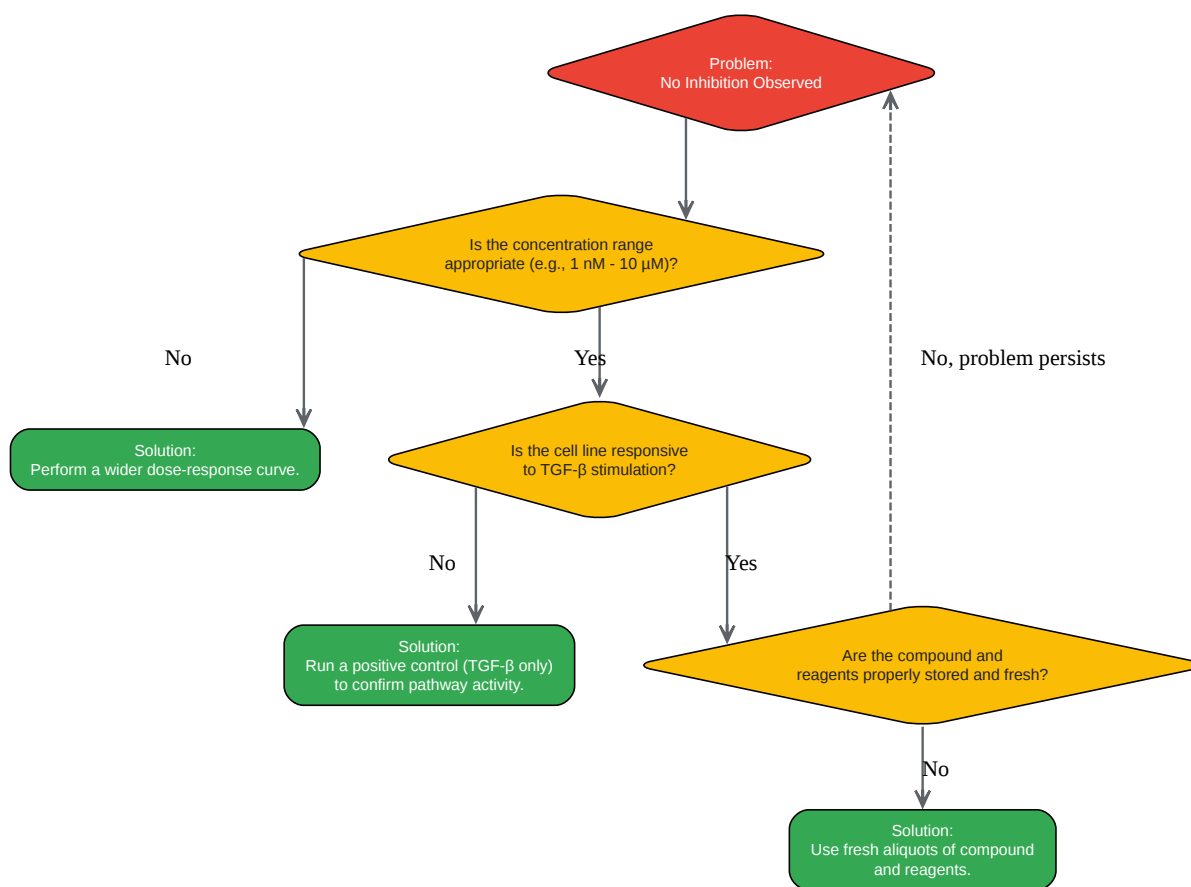 Problem:
No Inhibition Observed
Is the concentration range
appropriate (e.g., 1 nM - 10 µM)?
No
Yes
No, problem persists
Solution:
Perform a wider dose-response curve.
Is the cell line responsive
to TGF-β stimulation?
No
Yes
Solution:
Run a positive control (TGF-β only)
to confirm pathway activity.
Are the compound and
reagents properly stored and fresh?
No
Solution:
Use fresh aliquots of compound
and reagents.